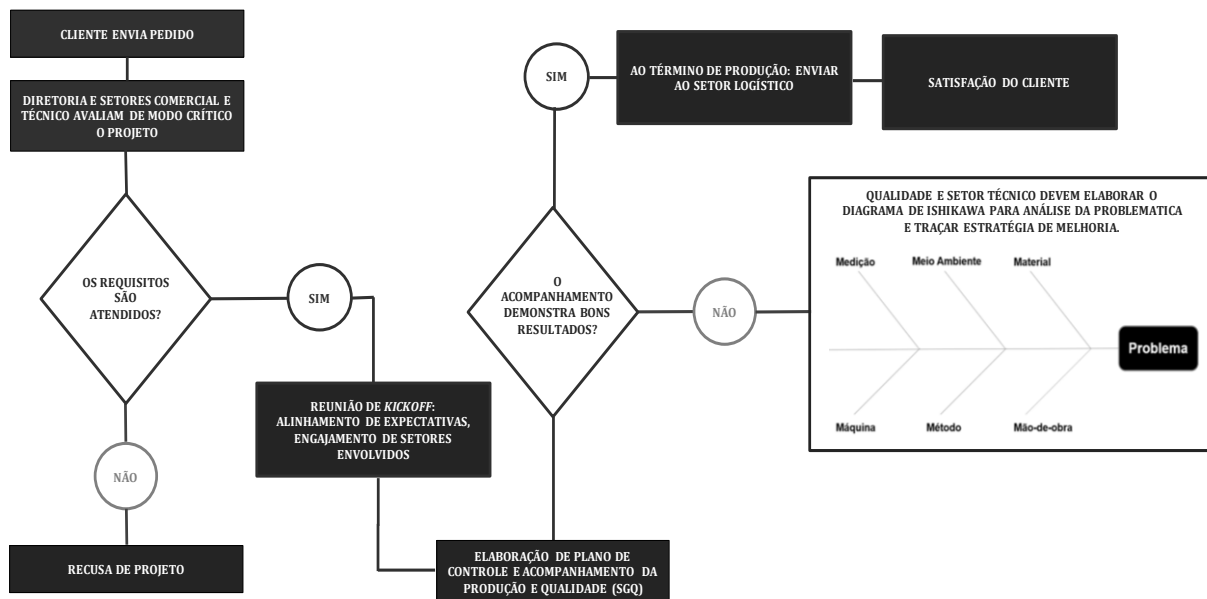 CLIENTE ENVIA PEDIDO
DIRETORIA E SETORES COMERCIAL E
TÉCNICO AVALIAM DE MODO CRÍTICO
O PROJETO
OS REQUISITOS
SÃO
ATENDIDOS?
NÃO
RECUSA DE PROJETO
SIM
REUNIÃO DE KICKOFF:
ALINHAMENTO DE EXPECTATIVAS,
ENGAJAMENTO DE SETORES
ENVOLVIDOS
ELABORAÇÃO DE PLANO DE
CONTROLE E ACOMPANHAMENTO DA
PRODUÇÃO E QUALIDADE (SGQ)
O
ACOMPANHAMENTO
DEMONSTRA BONS
RESULTADOS?
SIM
AO TÉRMINO DE PRODUÇÃO: ENVIAR
AO SETOR LOGÍSTICO
SATISFAÇÃO DO CLIENTE
NÃO
QUALIDADE E SETOR TÉCNICO DEVEM ELABORAR O
DIAGRAMA DE ISHIKAWA PARA ANÁLISE DA PROBLEMATICA
E TRAÇAR ESTRATÉGIA DE MELHORIA.
Medição
Meio Ambiente
Material
Problema
Máquina
Método
Mão-de-obra